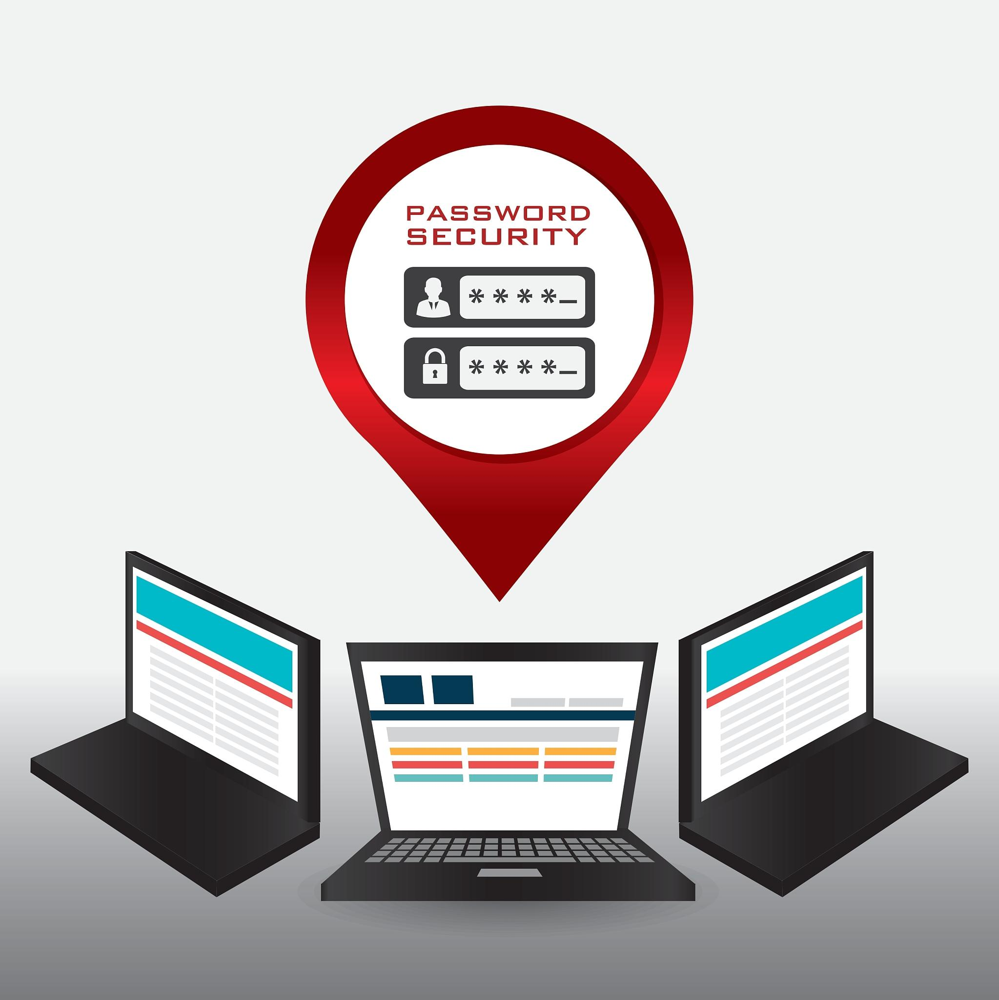 PASSWORD
SECURITY
* * * *_
* * * *_